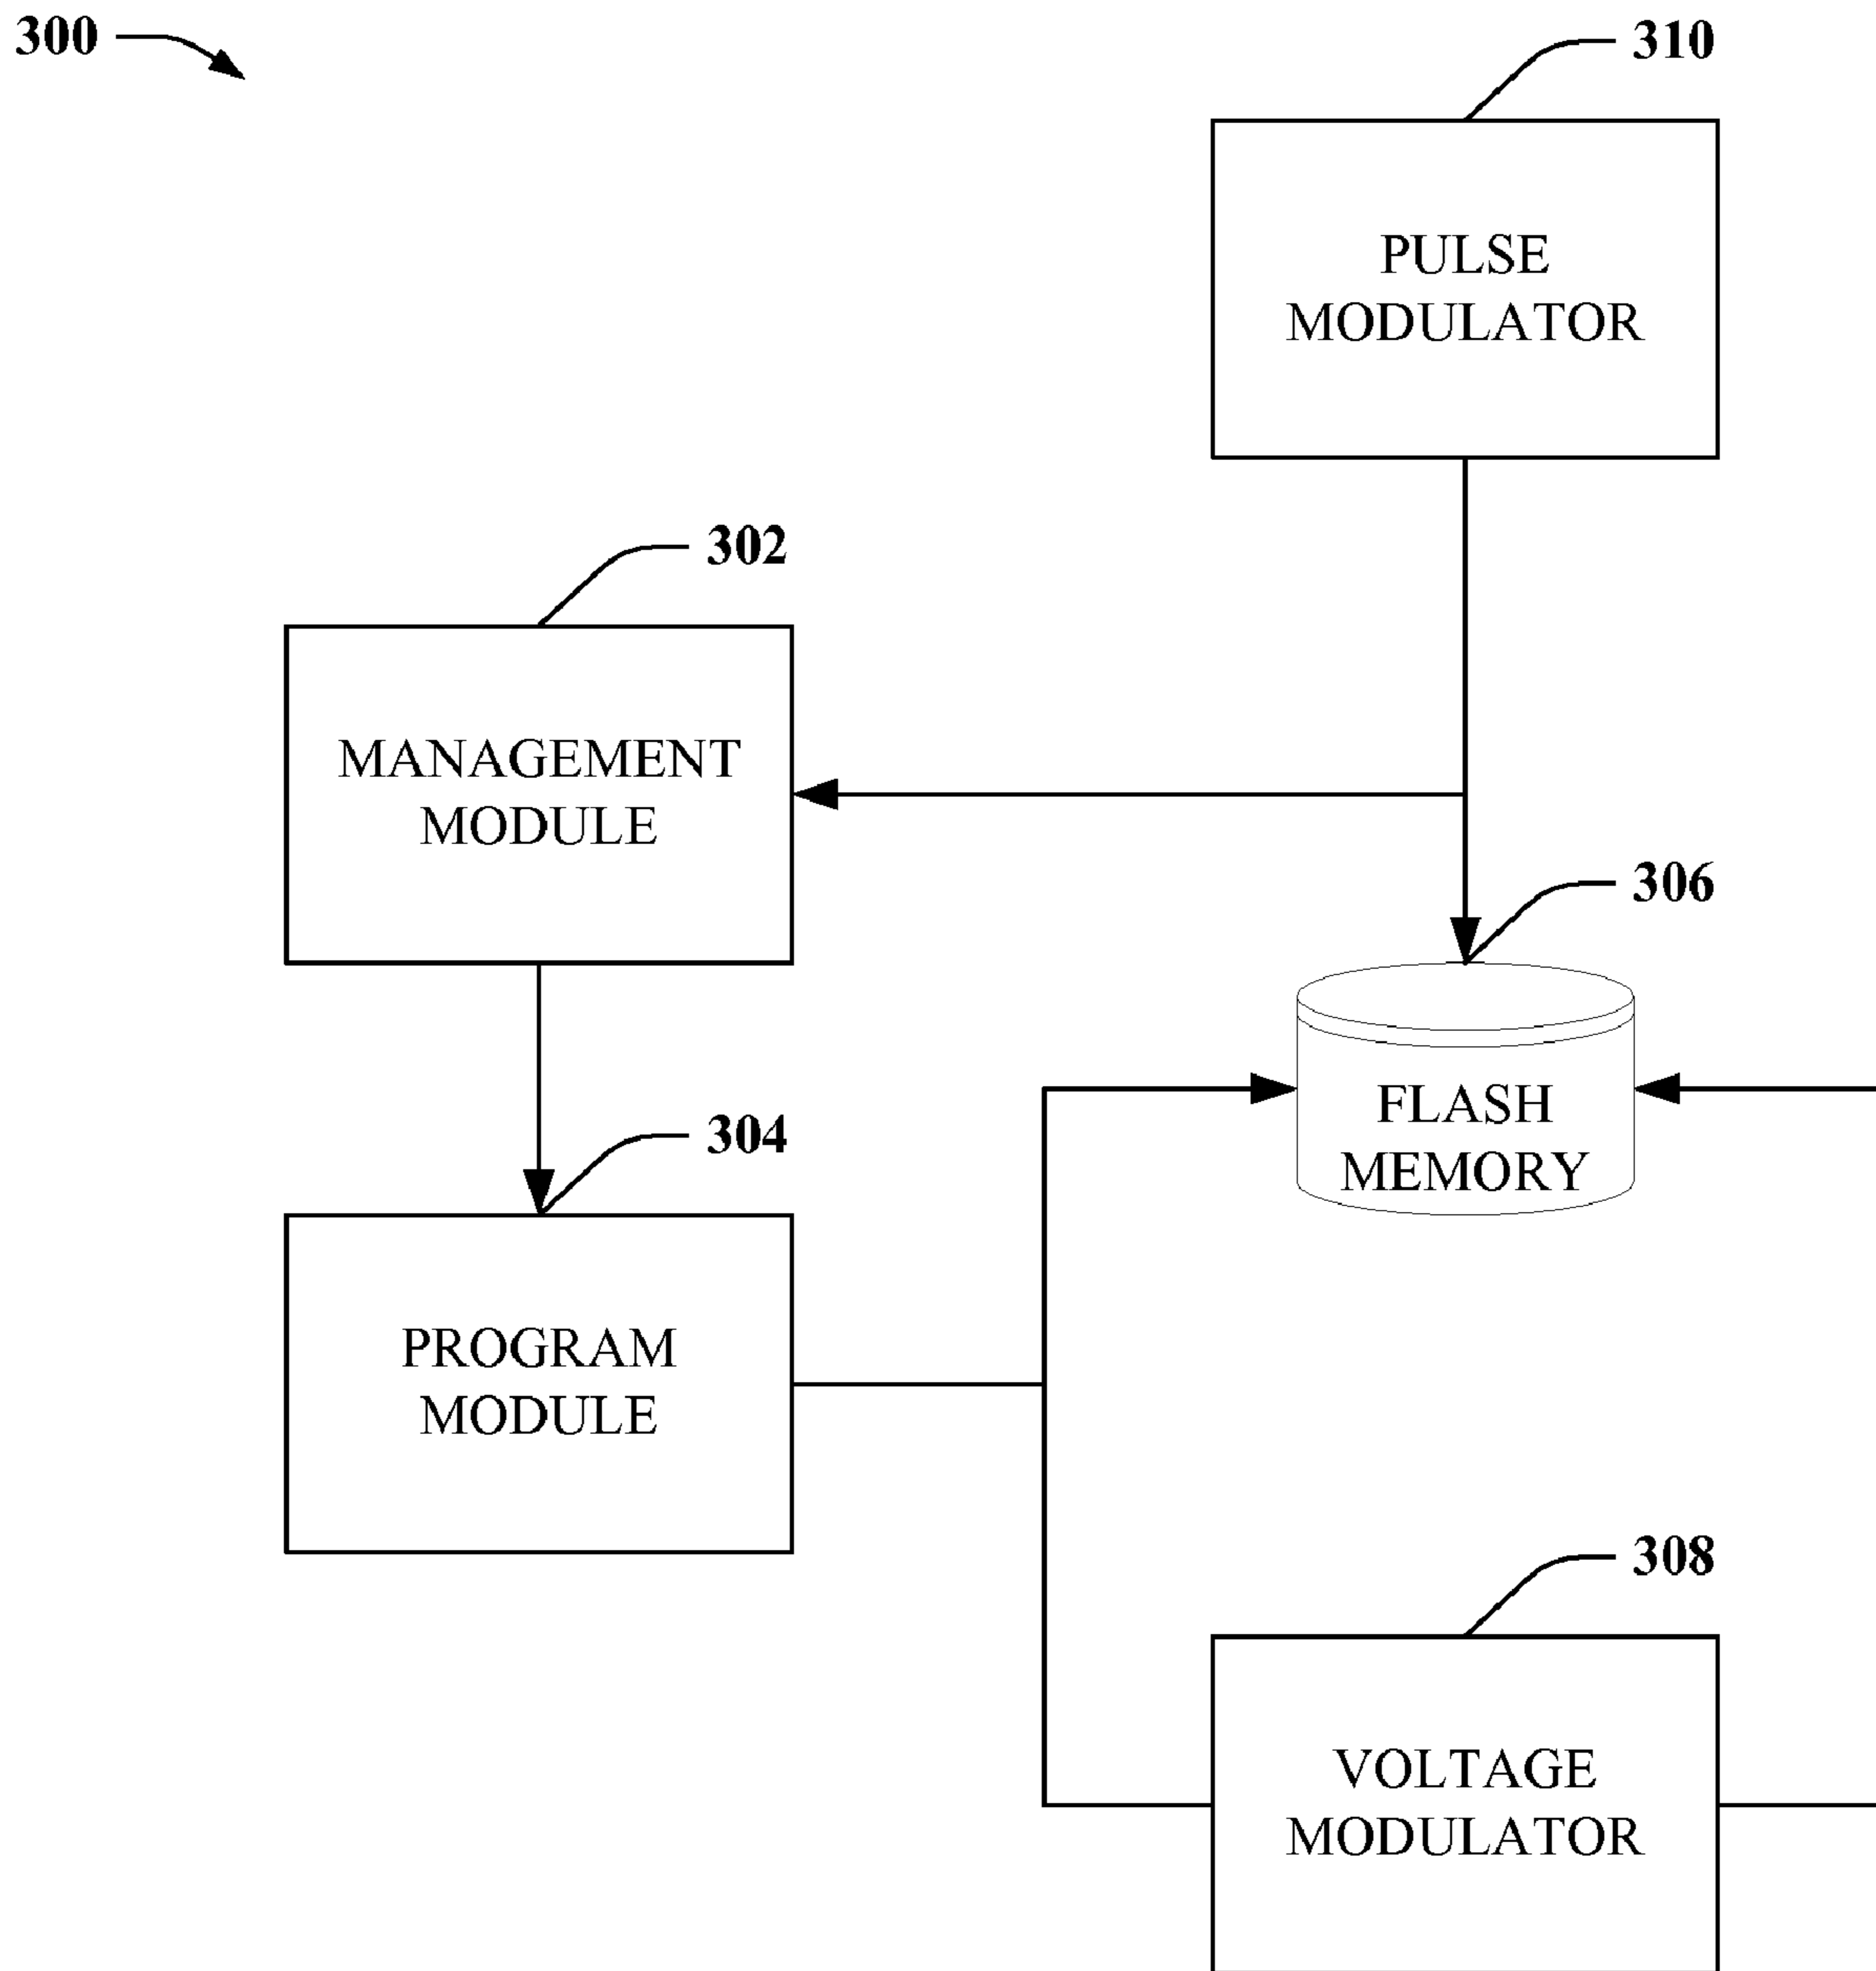 300
310
PULSE
MODULATOR
302
MANAGEMENT
MODULE
306
FLASH
MEMORY
304
PROGRAM
MODULE
308
VOLTAGE
MODULATOR